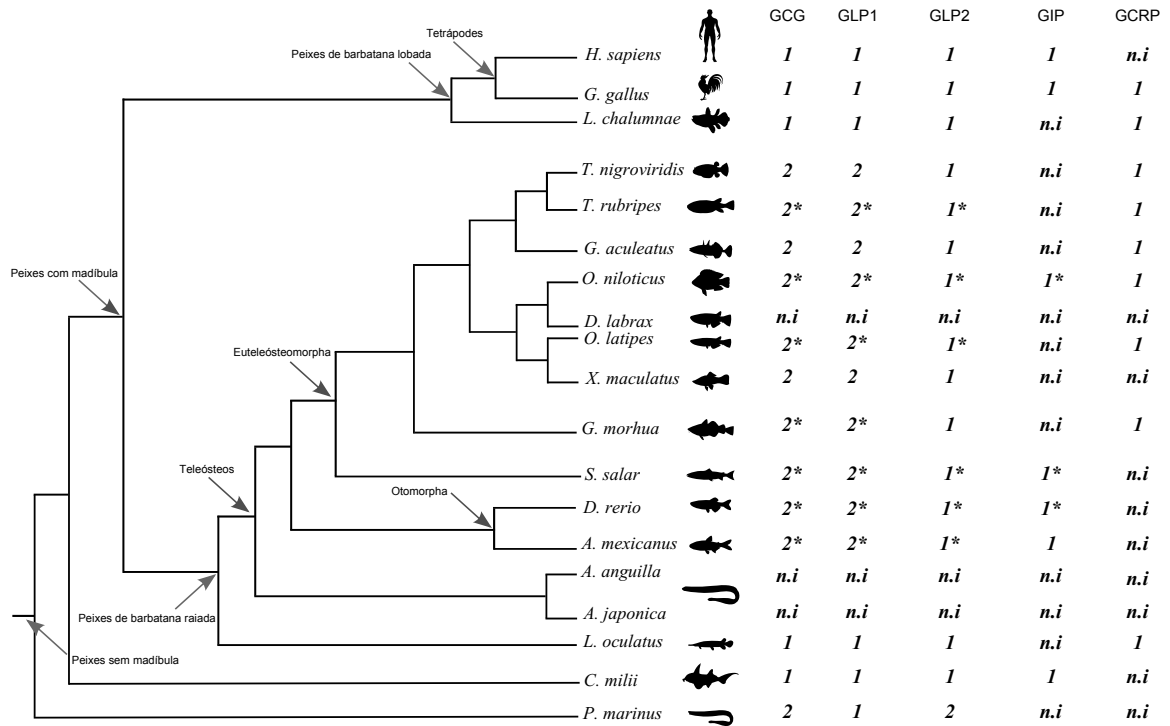 GCG GLP1 GLP2 GIP GCRP
Tetrápodes
Peixes de barbatana lobada
H. sapiens 1 1 1 1 n.i
G. gallus 1 1 1 1 1
L. chalumnae 1 1 1 n.i 1
T. nigroviridis 2 2 1 n.i 1
T. rubripes 2* 2* 1* n.i 1
G. aculeatus 2 2 1 n.i 1
Peixes com madíbula
O. niloticus 2* 2* 1* 1* 1
D. labrax n.i n.i n.i n.i n.i
Euteleósteomorpha
O. latipes 2* 2* 1* n.i 1
X. maculatus 2 2 1 n.i n.i
G. morhua 2* 2* 1 n.i 1
Teleósteos
S. salar 2* 2* 1* 1* n.i
Otomorpha
D. rerio 2* 2* 1* 1* n.i
A. mexicanus 2* 2* 1* 1 n.i
A. anguilla n.i n.i n.i n.i n.i
Peixes de barbatana raiada
A. japonica n.i n.i n.i n.i n.i
L. oculatus 1 1 1 n.i 1
Peixes sem madíbula
C. milii 1 1 1 1 n.i
P. marinus 2 1 2 n.i n.i